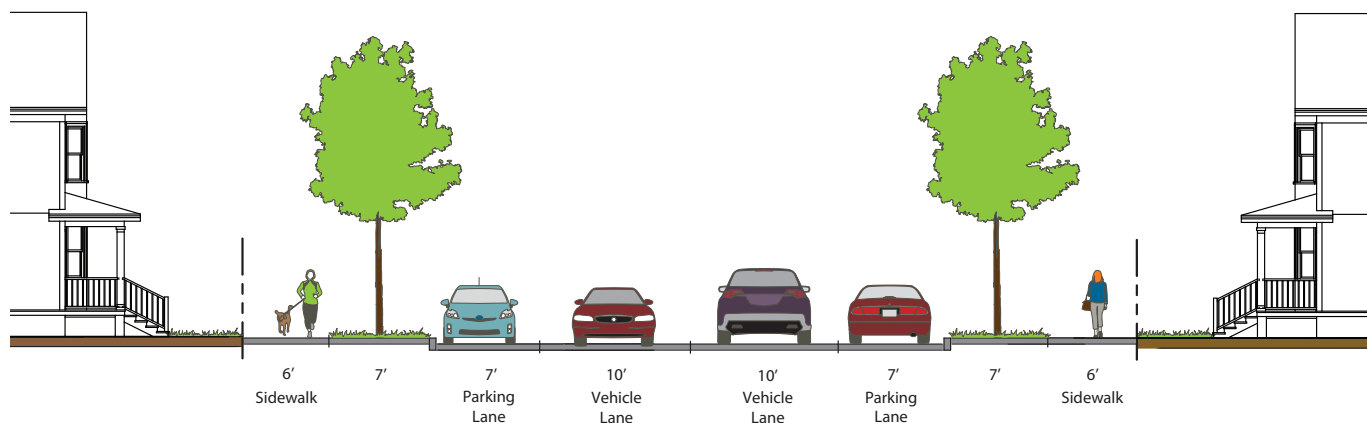 6’ 7’ 7’ 10’ 10’ 7’ 7’ 6’
Sidewalk Parking Vehicle Vehicle Parking Sidewalk
Lane Lane Lane Lane